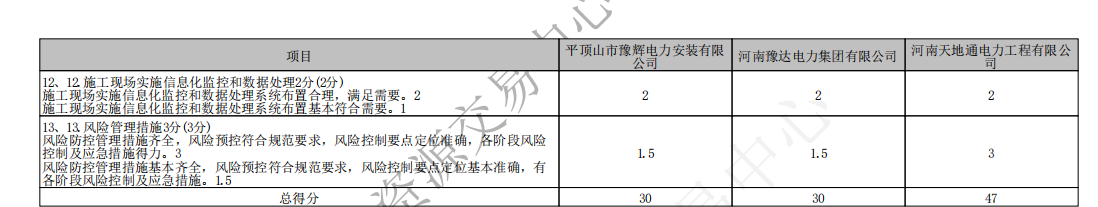 项目
平顶山市豫辉电力安装有限
公司
河南豫达电力集团有限公司
河南天地通电力工程有限公
司
12、12.施工现场实施信息化监控和数据处理2分(2分)
施工现场实施信息化监控和数据处理系统布置合理，满足需要。2
施工现场实施信息化监控和数据处理系统布置基本符合需要。1
2
2
2
13、13.风险管理措施3分(3分)
风险防控管理措施齐全，风险预控符合规范要求，风险控制要点定位准确，各阶段风险
控制及应急措施得力。3
风险防控管理措施基本齐全，风险预控符合规范要求，风险控制要点定位基本准确，有
各阶段风险控制及应急措施。1.5
1.5
1.5
3
总得分
30
30
47
资源交易中心
易中心